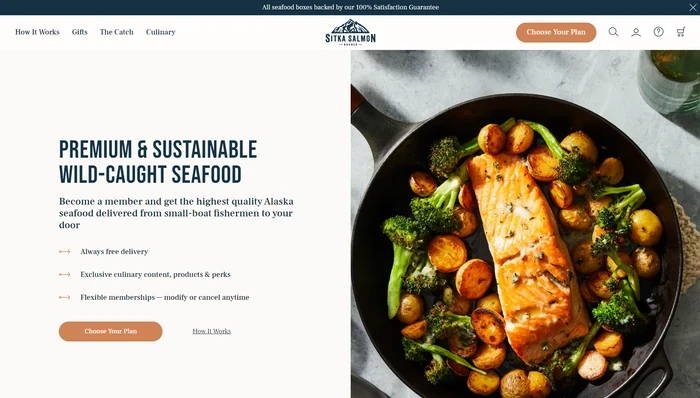 All seafood boxes backed by our 100% Satisfaction Guarantee
How It Works
Gifts
The Catch
Culinary
SITKA SALMON
SHARES
Choose Your Plan
PREMIUM & SUSTAINABLE
WILD-CAUGHT SEAFOOD
Become a member and get the highest quality Alaska
seafood delivered from small-boat fishermen to your
door
Always free delivery
Exclusive culinary content, products & perks
Flexible memberships — modify or cancel anytime
Choose Your Plan
How It Works